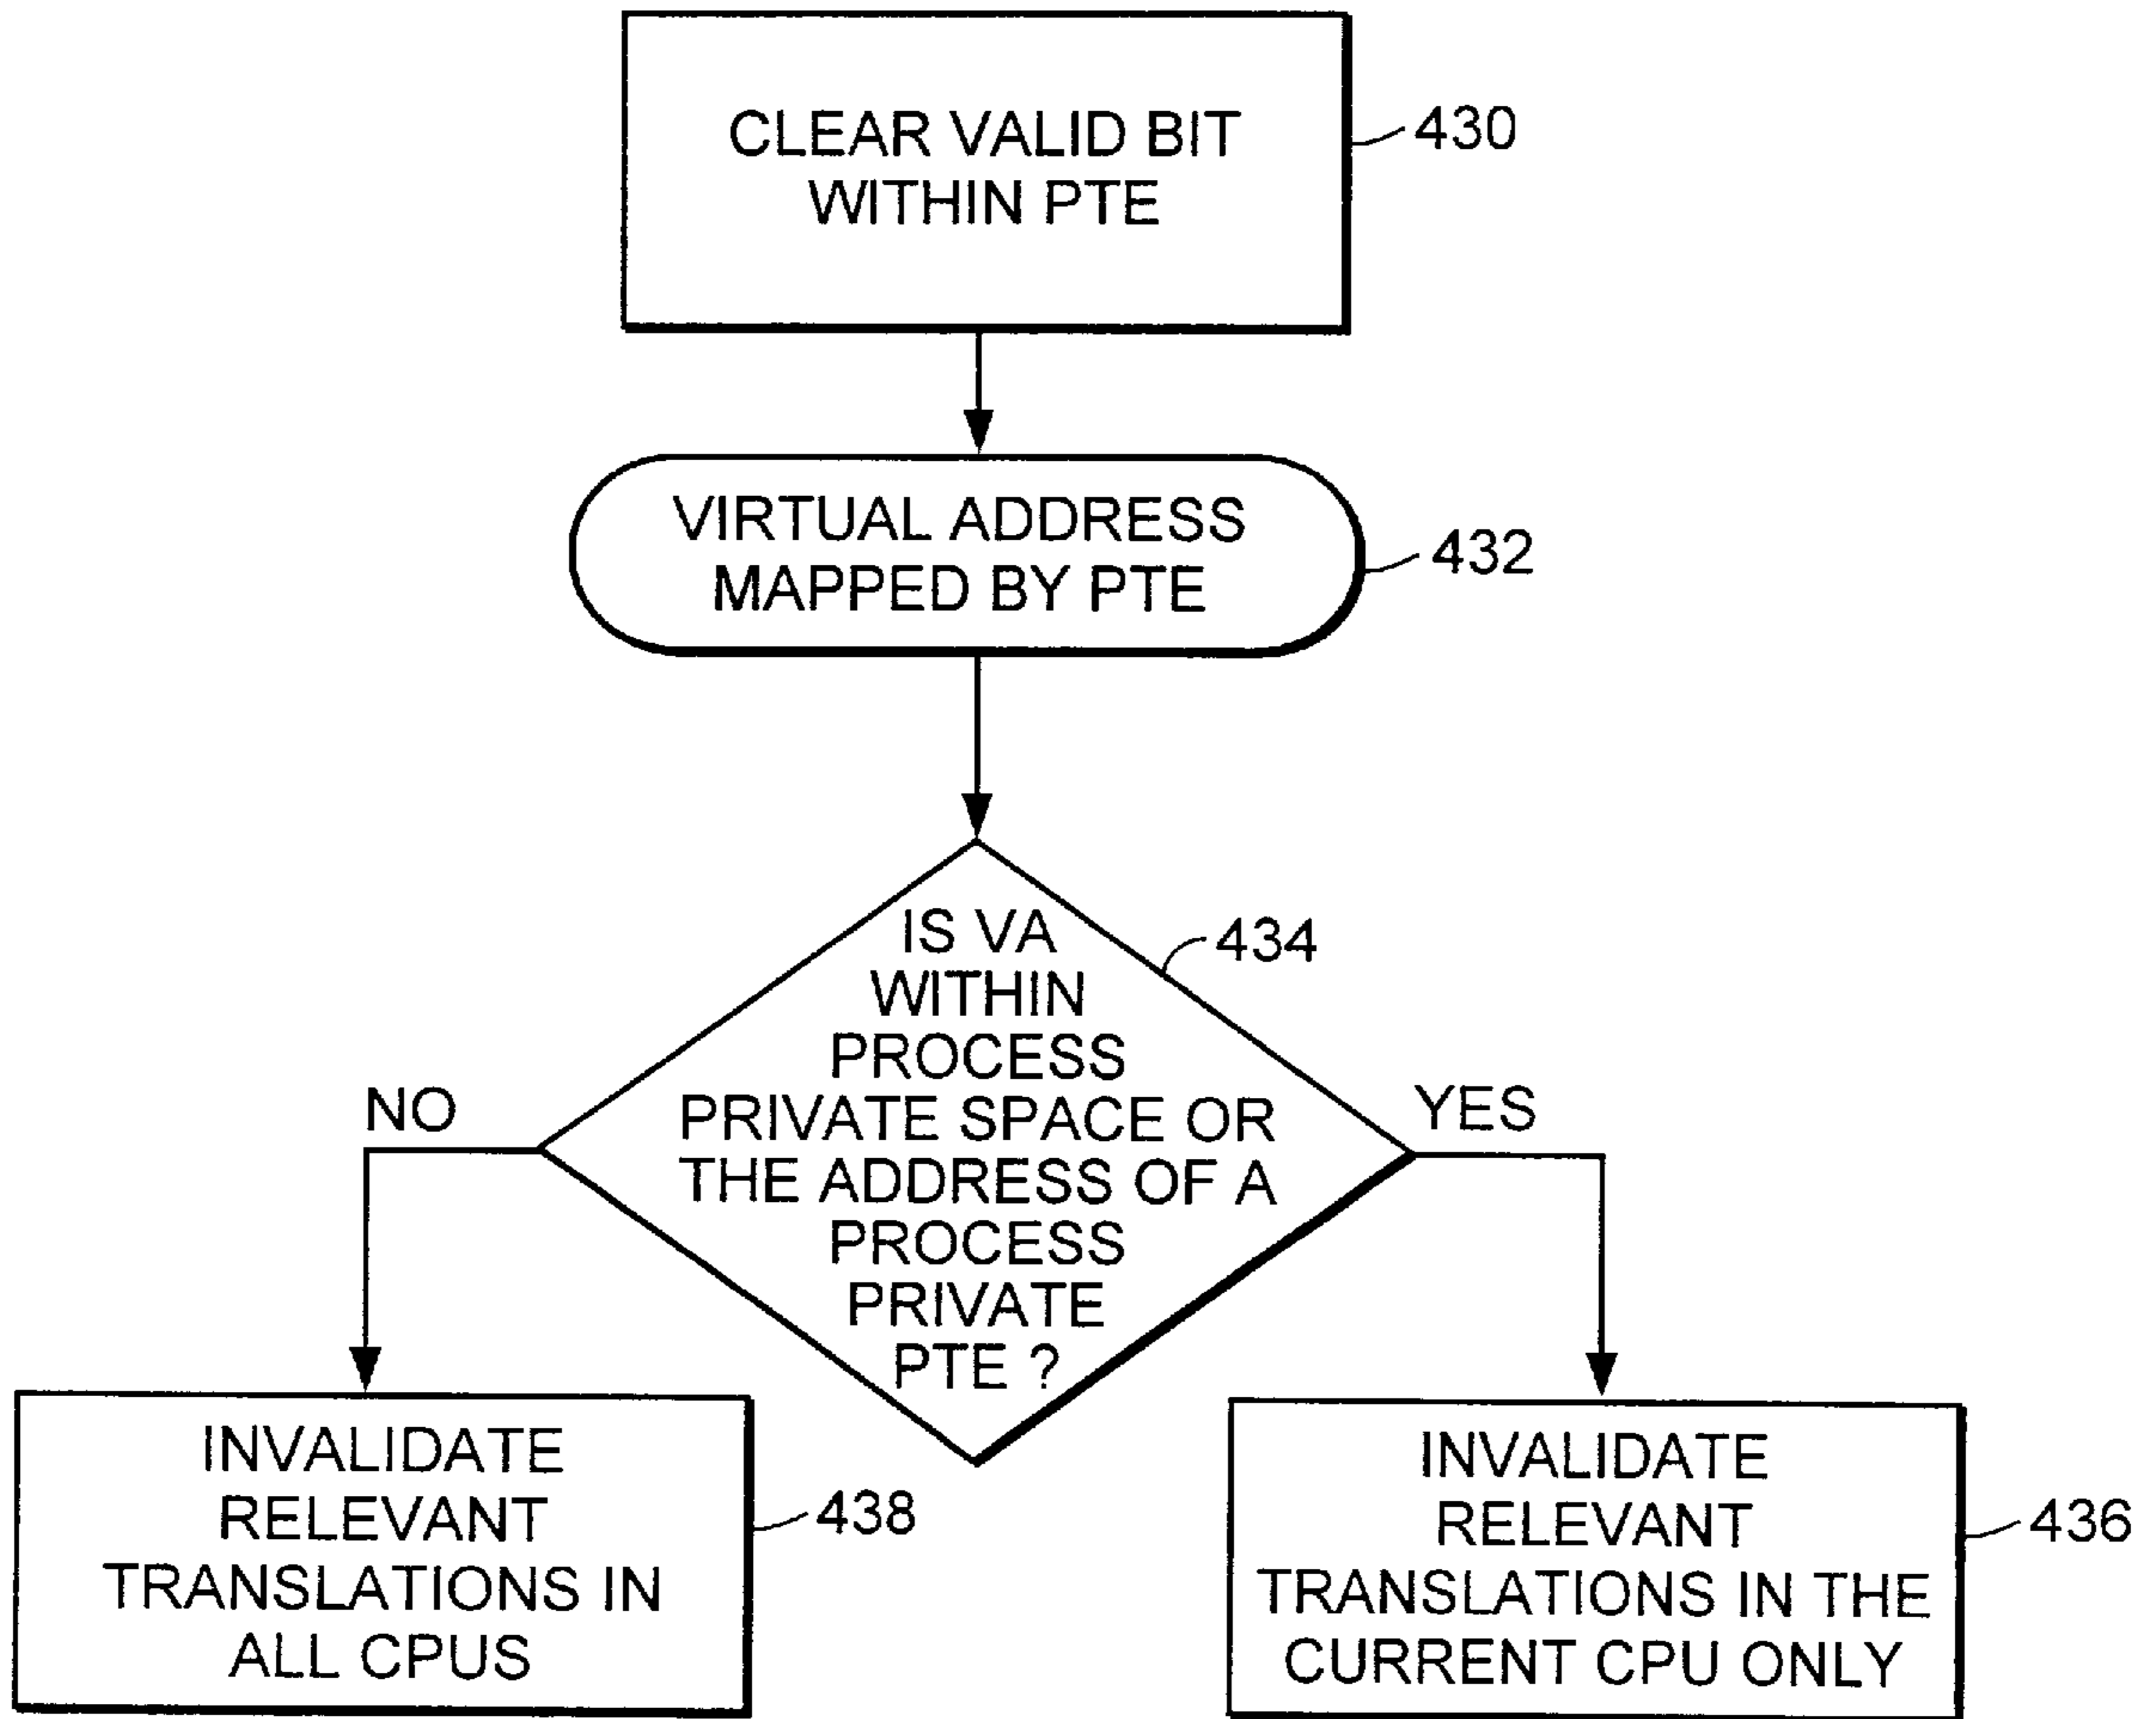 CLEAR VALID BIT
WITHIN PTE
430
VIRTUAL ADDRESS
MAPPED BY PTE
432
IS VA
WITHIN
PROCESS
PRIVATE SPACE OR
THE ADDRESS OF A
PROCESS
PRIVATE
PTE ?
434
NO
YES
INVALIDATE
RELEVANT
TRANSLATIONS IN
ALL CPUS
438
INVALIDATE
RELEVANT
TRANSLATIONS IN THE
CURRENT CPU ONLY
436